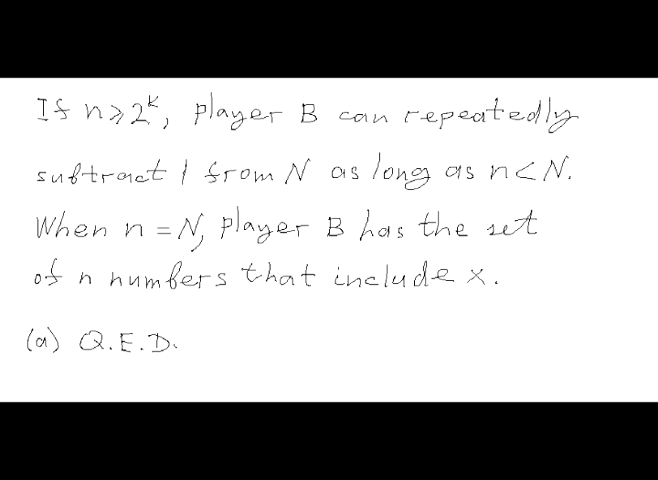 If n⩾2ᵏ, player B can repeatedly
subtract 1 from N as long as n<N.
When n=N, player B has the set
of n numbers that include x.
(a) Q.E.D.